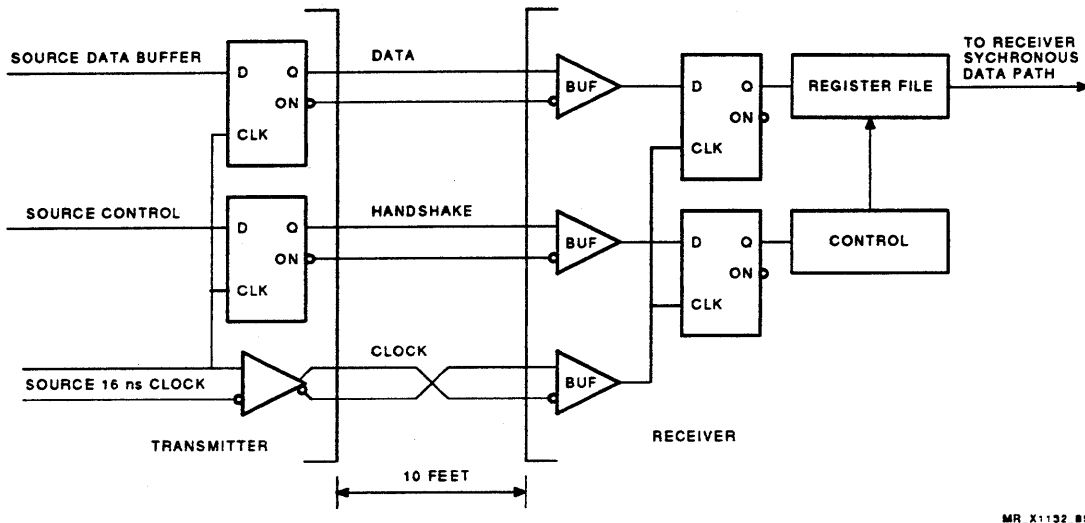 SOURCE DATA BUFFER
D
Q
ON
CLK
DATA
BUF
D
Q
ON
CLK
REGISTER FILE
TO RECEIVER
SYCHRONOUS
DATA PATH
SOURCE CONTROL
D
Q
ON
CLK
HANDSHAKE
BUF
D
Q
ON
CLK
CONTROL
SOURCE 16 ns CLOCK
CLOCK
BUF
TRANSMITTER
RECEIVER
10 FEET
MR X1132